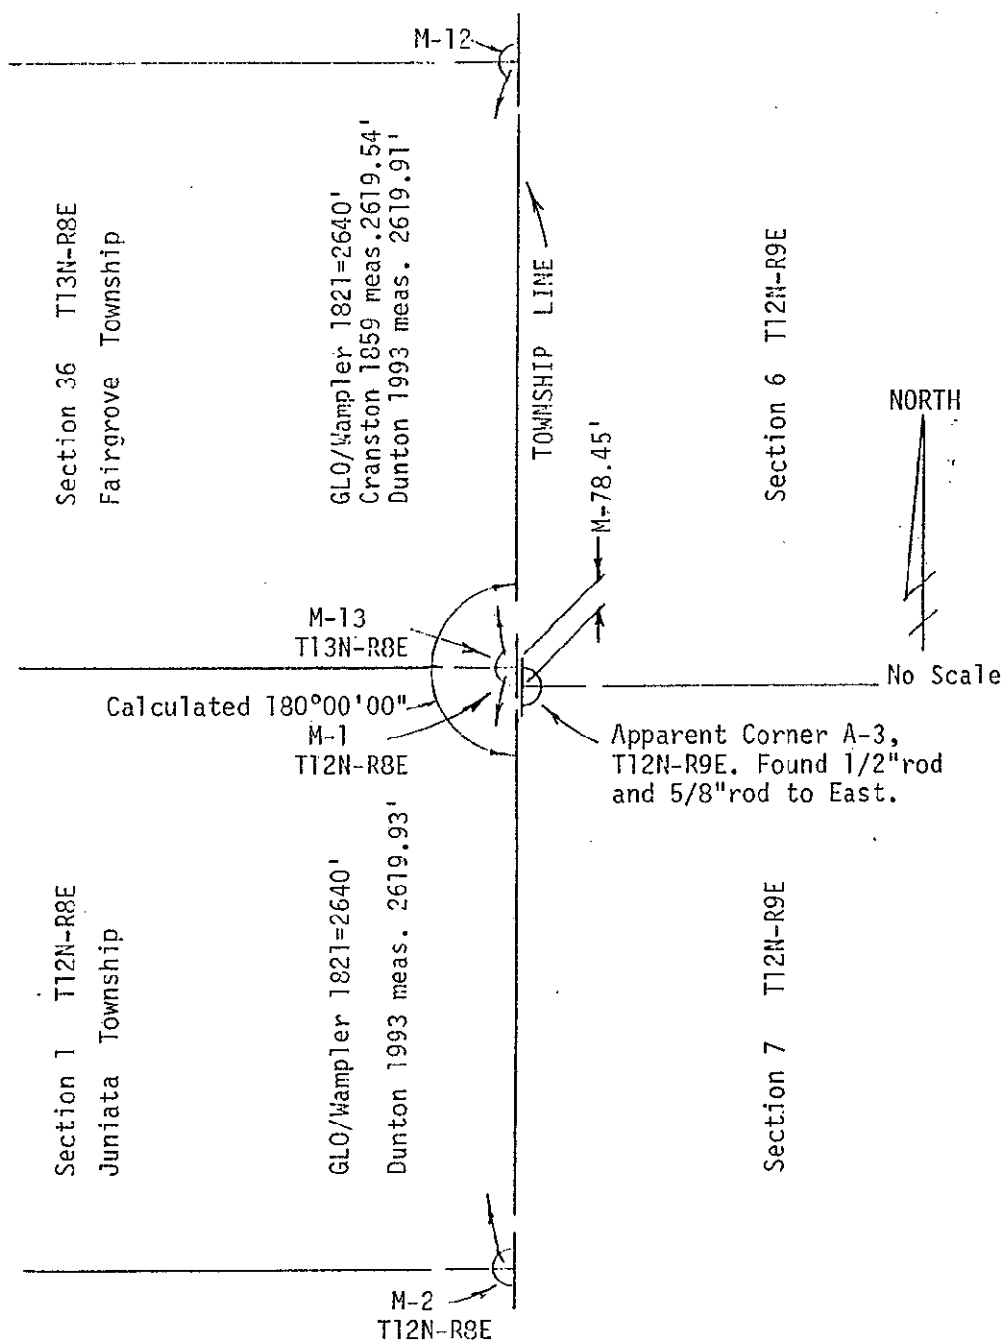 M-12
Section 36 T13N-R8E
Fairgrove Township
GLO/Wampler 1821=2640'
Cranston 1859 meas.2619.54'
Dunton 1993 meas. 2619.91'
TOWNSHIP LINE
M-78.45'
Section 6 T12N-R9E
NORTH
No Scale
M-13
T13N-R8E
Calculated 180°00'00"
M-1
T12N-R8E
Apparent Corner A-3,
T12N-R9E. Found 1/2"rod
and 5/8"rod to East.
Section 1 T12N-R8E
Juniata Township
GLO/Wampler 1821=2640'
Dunton 1993 meas. 2619.93'
Section 7 T12N-R9E
M-2
T12N-R8E